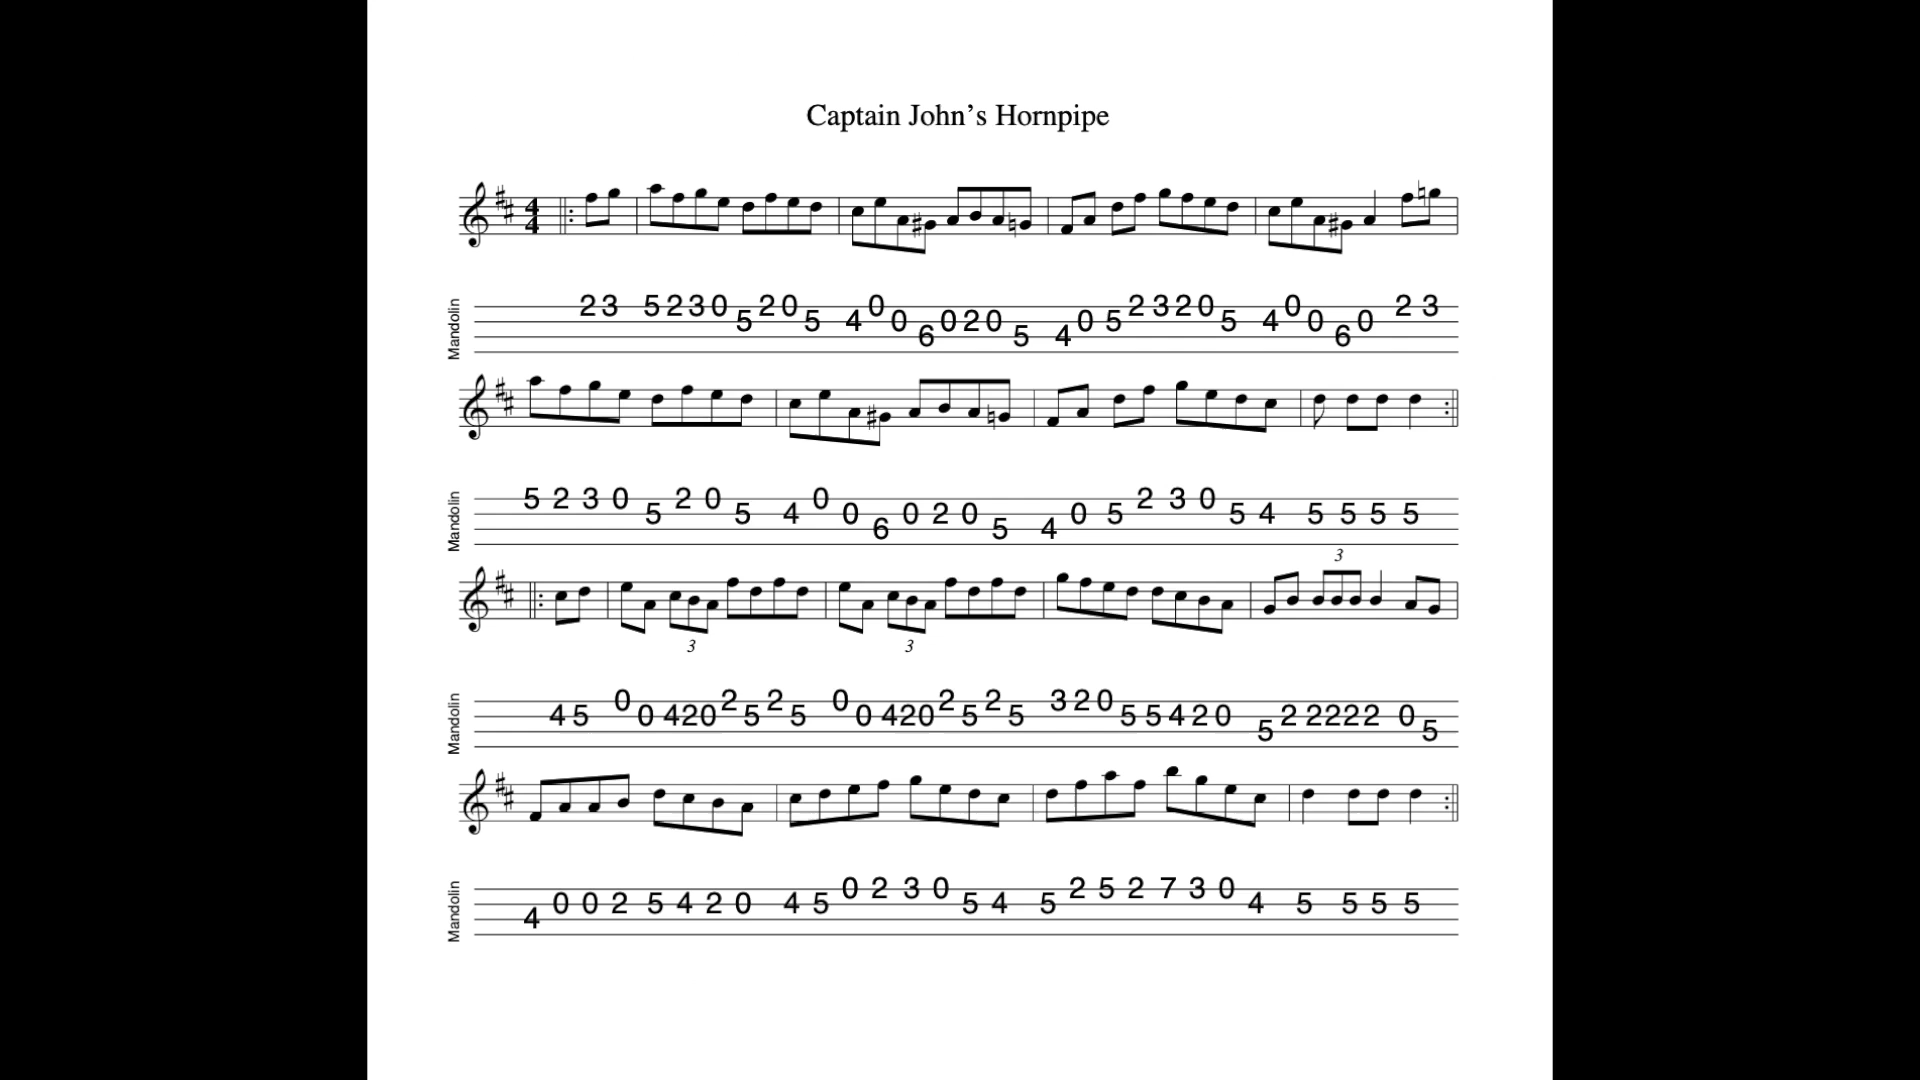 Captain John's Hornpipe
4
4
Mandolin
2 3 5 2 3 0 5 2 0 5 4 0 0 6 0 2 0 5 4 0 5 2 3 2 0 5 4 0 0 6 0 2 3
Mandolin
5 2 3 0 5 2 0 5 4 0 0 6 0 2 0 5 4 0 5 2 3 0 5 4 5 5 5 5
3 3 3
Mandolin
4 5 0 0 4 2 0 2 5 2 5 0 0 4 2 0 2 5 2 5 3 2 0 5 5 4 2 0 5 2 2 2 2 2 0 5
Mandolin
4 0 0 2 5 4 2 0 4 5 0 2 3 0 5 4 5 2 5 2 7 3 0 4 5 5 5 5